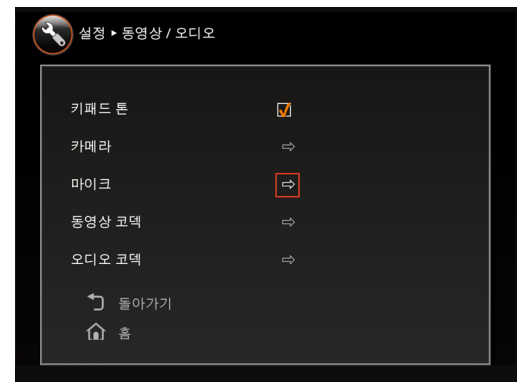 설정 ▸ 동영상 / 오디오
키패드 톤
카메라
마이크
동영상 코덱
오디오 코덱
돌아가기
홈